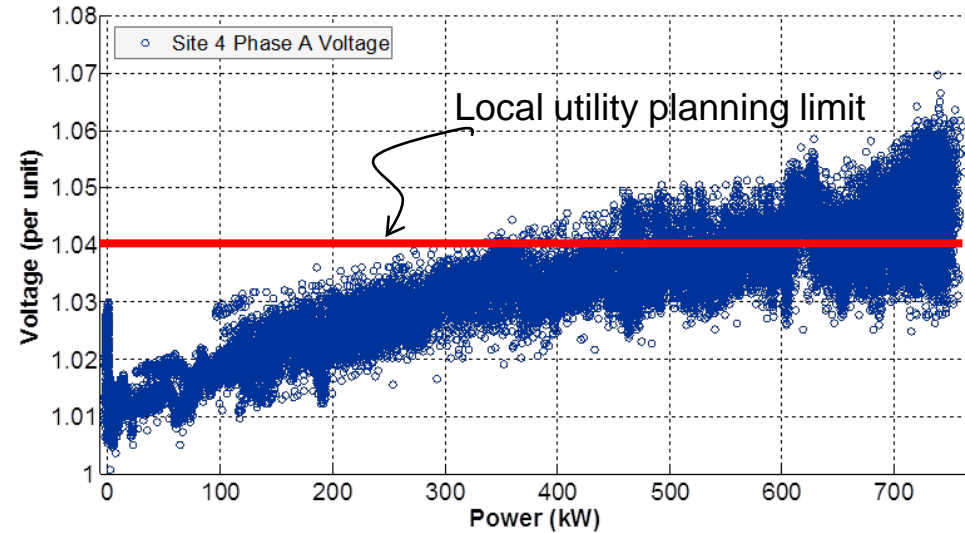 1.08
Site 4 Phase A Voltage
1.07
Local utility planning limit
1.06
1.05
1.04
1.03
1.02
1.01
1
Voltage (per unit)
0 100 200 300 400 500 600 700
Power (kW)